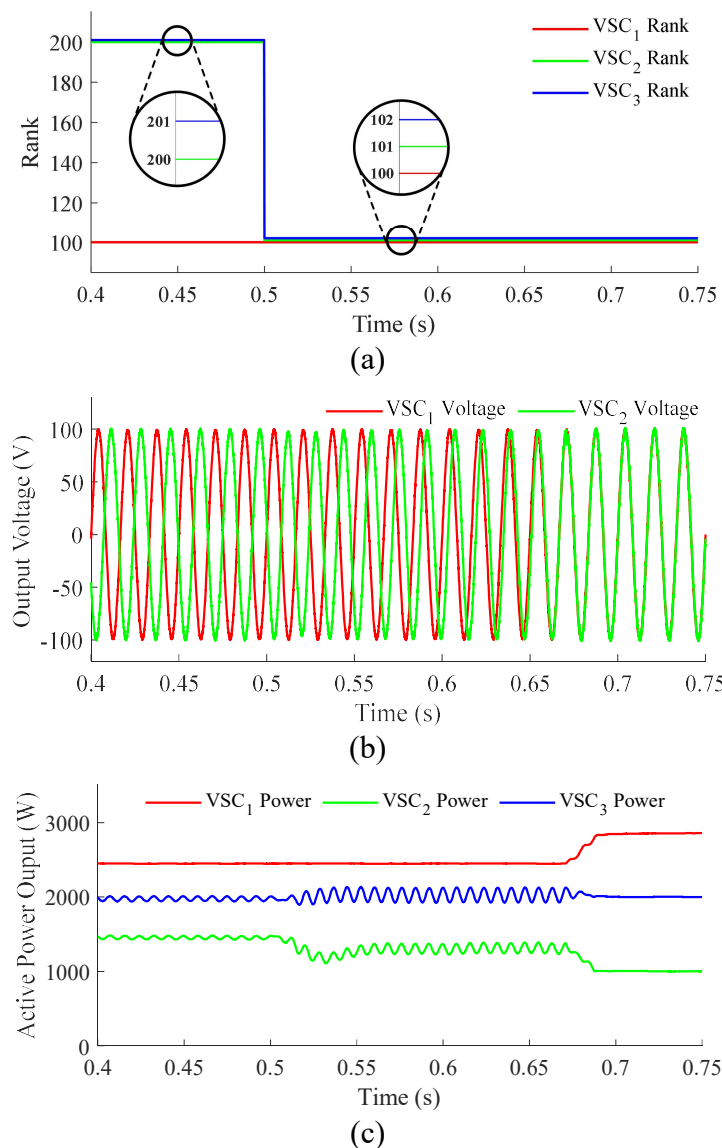 VSC1 Rank
VSC2 Rank
VSC3 Rank
200
180
160
140
120
100
Rank
201
200
102
101
100
0.4 0.45 0.5 0.55 0.6 0.65 0.7 0.75
Time (s)
(a)
VSC1 Voltage VSC2 Voltage
100
50
0
-50
-100
Output Voltage (V)
0.4 0.45 0.5 0.55 0.6 0.65 0.7 0.75
Time (s)
(b)
VSC1 Power VSC2 Power VSC3 Power
3000
2000
1000
0
Active Power Ouput (W)
0.4 0.45 0.5 0.55 0.6 0.65 0.7 0.75
Time (s)
(c)